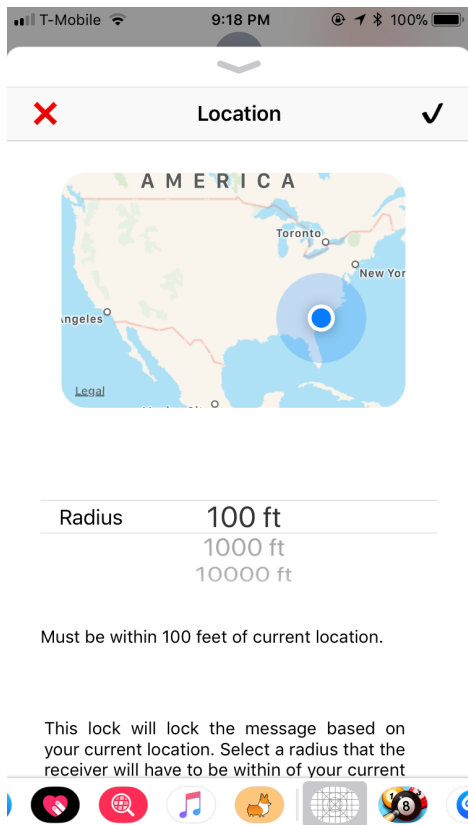 T-Mobile 9:18 PM 100%
Location
AMERICA
Toronto
New Yor
Angeles
Legal
Radius 100 ft
1000 ft
10000 ft
Must be within 100 feet of current location.
This lock will lock the message based on
your current location. Select a radius that the
receiver will have to be within of your current
8